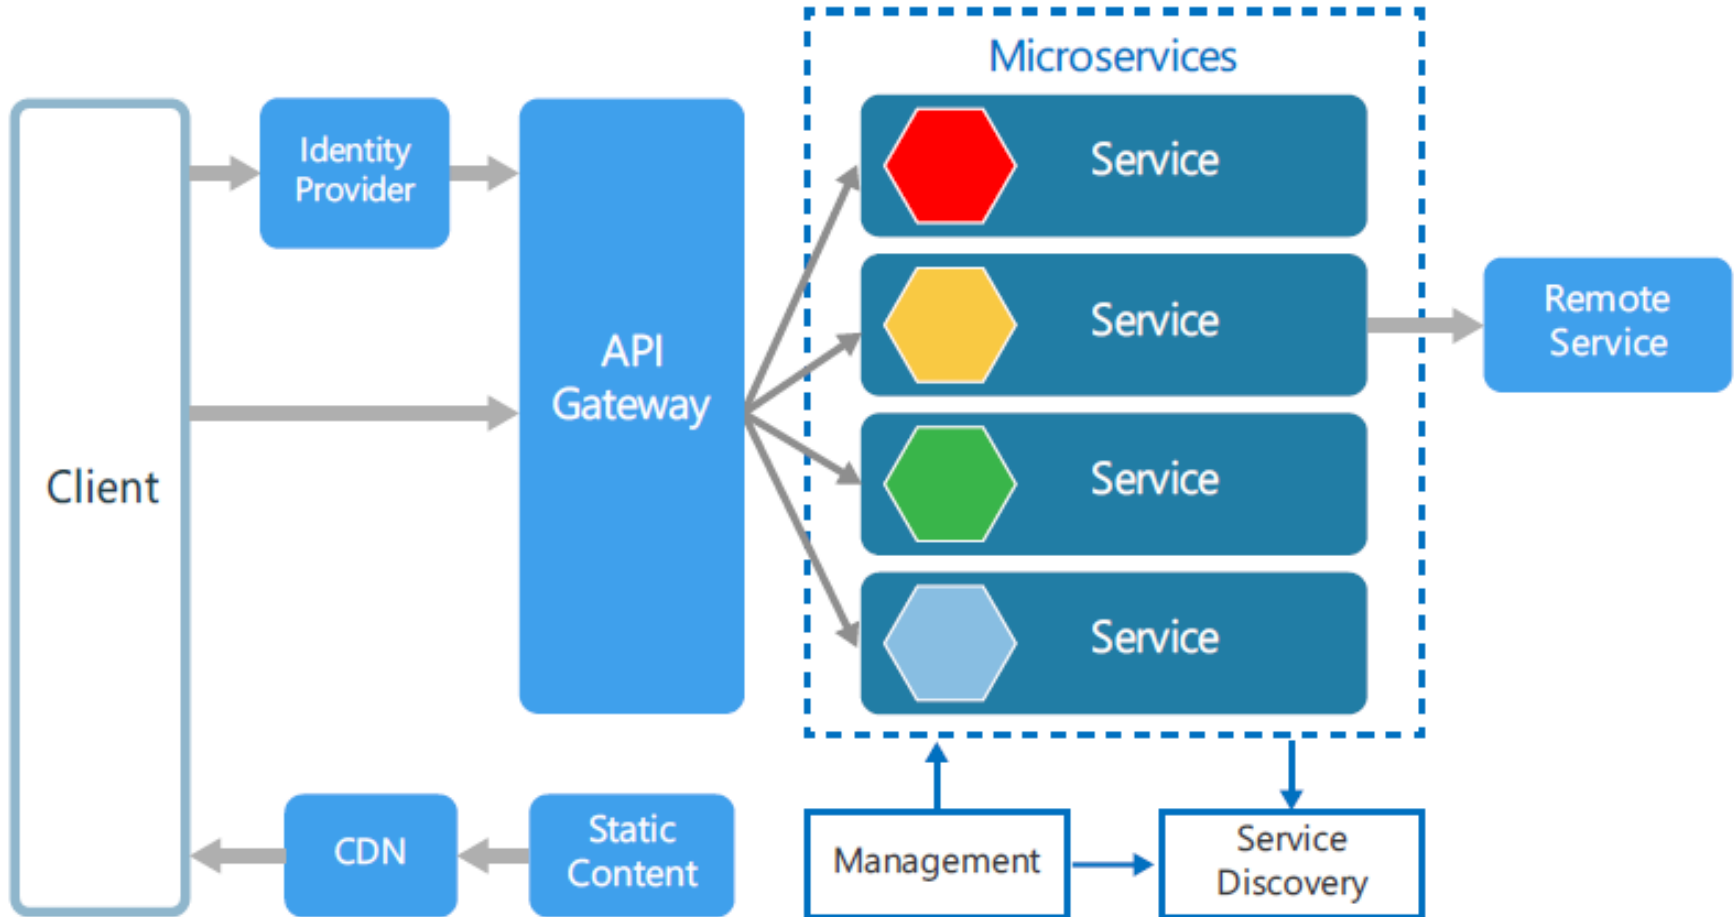 Microservices
Client
Identity
Provider
API
Gateway
Service
Service
Service
Service
Remote
Service
CDN
Static
Content
Management
Service
Discovery